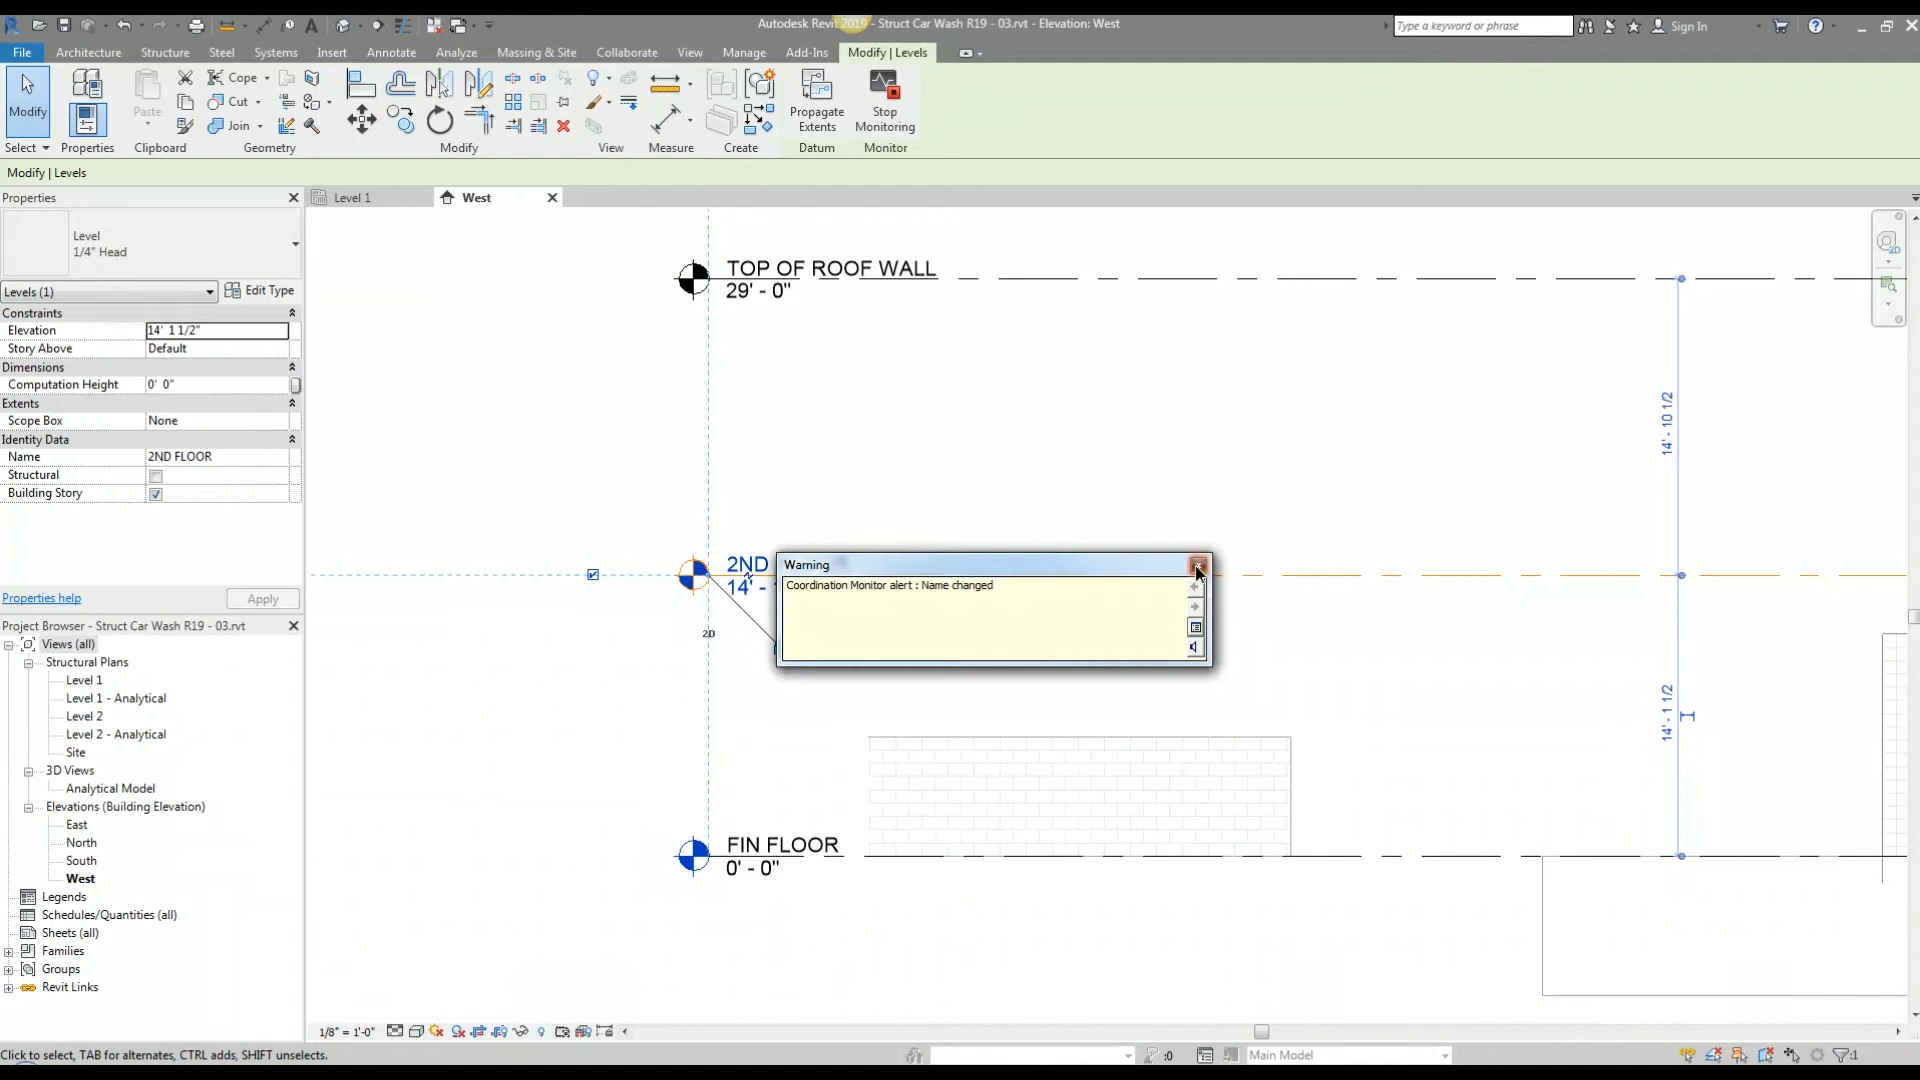 Autodesk Revit 2019 - Struct Car Wash R19 - 03.rvt - Elevation: West
Type a keyword or phrase
Sign In
File
Architecture
Structure
Steel
Systems
Insert
Annotate
Analyze
Massing & Site
Collaborate
View
Manage
Add-Ins
Modify | Levels
Modify
Paste
Copy
Cut
Join
Propagate
Extents
Stop
Monitoring
Select
Properties
Clipboard
Geometry
Modify
View
Measure
Create
Datum
Monitor
Modify | Levels
Properties
Level
1/4" Head
Levels (1)
Edit Type
Constraints
Elevation
14' 1 1/2"
Story Above
Default
Dimensions
Computation Height
0' 0"
Extents
Scope Box
None
Identity Data
Name
2ND FLOOR
Structural
Building Story
Properties help
Apply
Project Browser - Struct Car Wash R19 - 03.rvt
Views (all)
Structural Plans
Level 1
Level 1 - Analytical
Level 2
Level 2 - Analytical
Site
3D Views
Analytical Model
Elevations (Building Elevation)
East
North
South
West
Legends
Schedules/Quantities (all)
Sheets (all)
Families
Groups
Revit Links
Level 1
West
2D
TOP OF ROOF WALL
29' - 0"
14' - 10 1/2
2ND
14' -
2D
Warning
Coordination Monitor alert : Name changed
14' - 1 1/2
FIN FLOOR
0' - 0"
1/8" = 1'-0"
Click to select, TAB for alternates, CTRL adds, SHIFT unselects.
:0
Main Model
:1